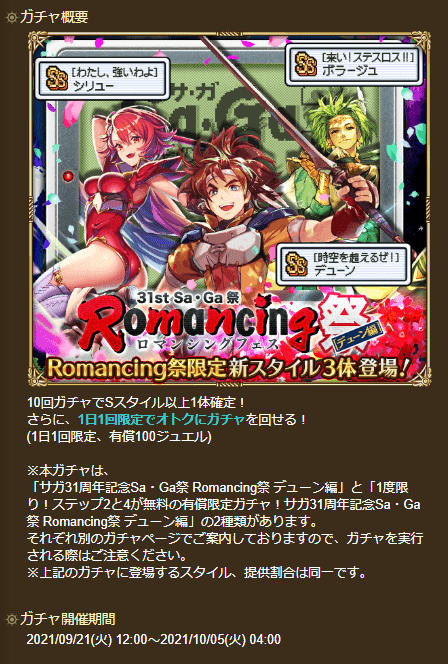 ガチャ概要
SS
[わたし、強いわよ]
シリュー
SS
[来い!ステスロス!!]
ボラージュ
サ・ガ
Sa・Ga
SS
[時空を超えるぜ!]
デューン
31st Sa・Ga 祭
Romancing祭
ロマンシングフェス
デューン編
Romancing祭限定新スタイル3体登場!
10回ガチャでSスタイル以上1体確定!
さらに、1日1回限定でオトクにガチャを回せる!
(1日1回限定、有償100ジュエル)
※本ガチャは、
「サガ31周年記念Sa・Ga祭 Romancing祭 デューン編」と「1度限
り!ステップ2と4が無料の有償限定ガチャ!サガ31周年記念Sa・Ga
祭 Romancing祭 デューン編」の2種類があります。
それぞれ別のガチャページでご案内しておりますので、ガチャを実行
される際はご注意ください。
※上記のガチャに登場するスタイル、提供割合は同一です。
ガチャ開催期間
2021/09/21(火) 12:00～2021/10/05(火) 04:00